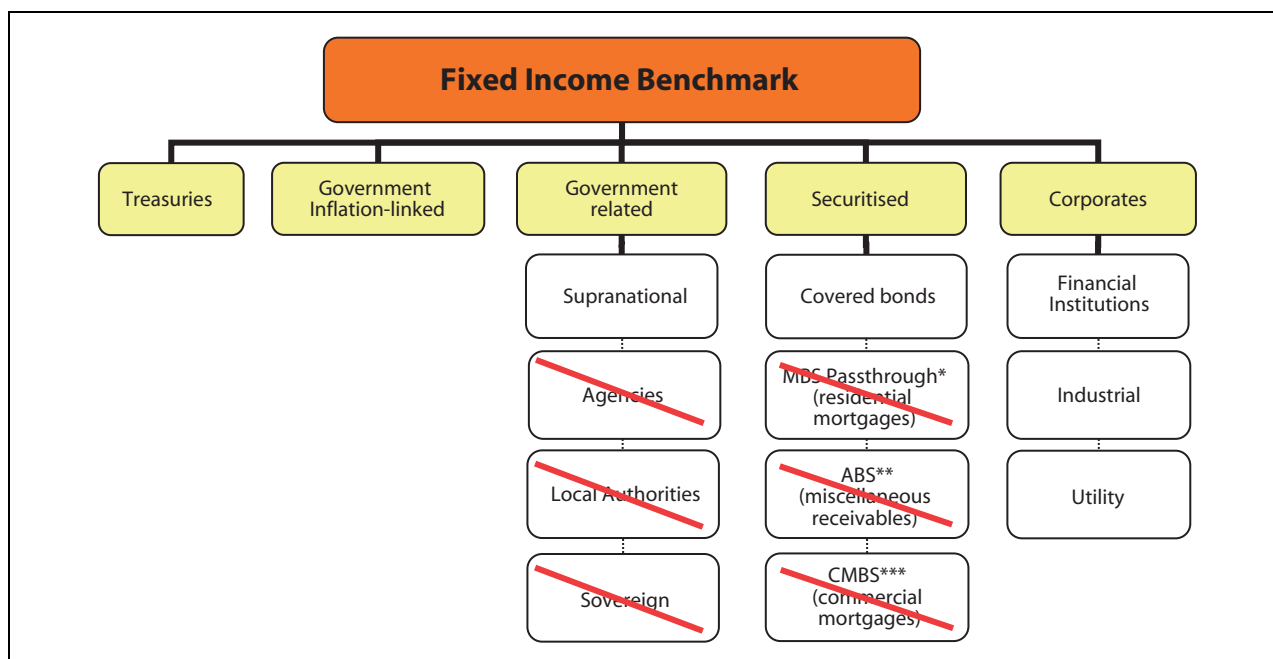 Fixed Income Benchmark
Treasuries
Government
Inflation-linked
Government
related
Securitised
Corporates
Supranational
Agencies
Local Authorities
Sovereign
Covered bonds
MBS Passthrough*
(residential
mortgages)
ABS**
(miscellaneous
receivables)
CMBS***
(commercial
mortgages)
Financial
Institutions
Industrial
Utility